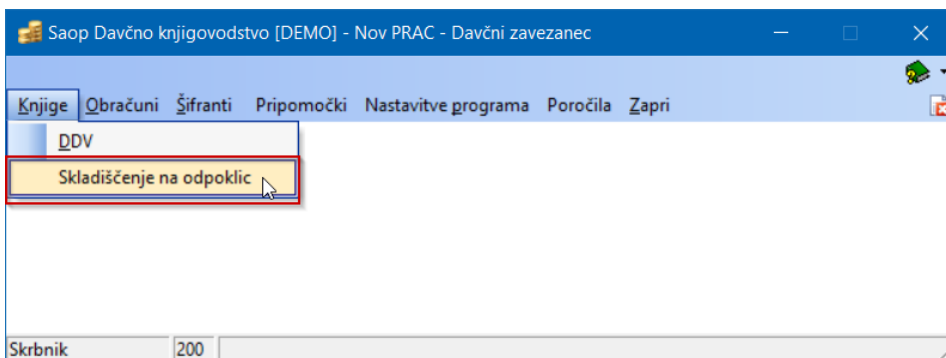 Saop Davčno knjigovodstvo [DEMO] - Nov PRAC - Davčni zavezanec
Knjige Obračuni Šifranti Pripomočki Nastavitve programa Poročila Zapri
DDV
Skladiščenje na odpoklic
Skrbnik 200